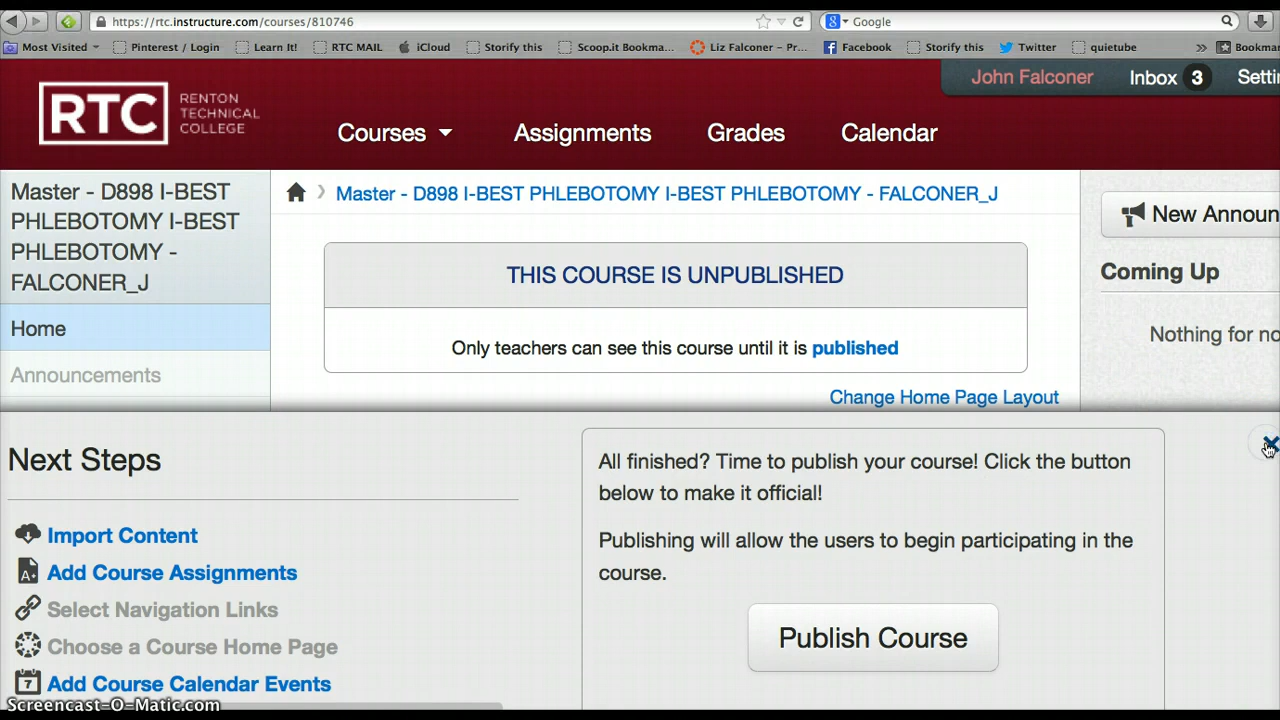 https://rtc.instructure.com/courses/810746
Google
Most Visited
Pinterest / Login
Learn It!
RTC MAIL
iCloud
Storify this
Scoop.it Bookma...
Liz Falconer – Pr...
Facebook
Storify this
Twitter
quietube
Bookma
John Falconer
Inbox 3
Setti
RTC
RENTON
TECHNICAL
COLLEGE
Courses
Assignments
Grades
Calendar
Master - D898 I-BEST
PHLEBOTOMY I-BEST
PHLEBOTOMY -
FALCONER_J
Home
Announcements
Master - D898 I-BEST PHLEBOTOMY I-BEST PHLEBOTOMY - FALCONER_J
THIS COURSE IS UNPUBLISHED
Only teachers can see this course until it is published
Change Home Page Layout
New Announ
Coming Up
Nothing for no
Next Steps
Import Content
Add Course Assignments
Select Navigation Links
Choose a Course Home Page
7
Add Course Calendar Events
All finished? Time to publish your course! Click the button
below to make it official!
Publishing will allow the users to begin participating in the
course.
Publish Course
Screencast-O-Matic.com